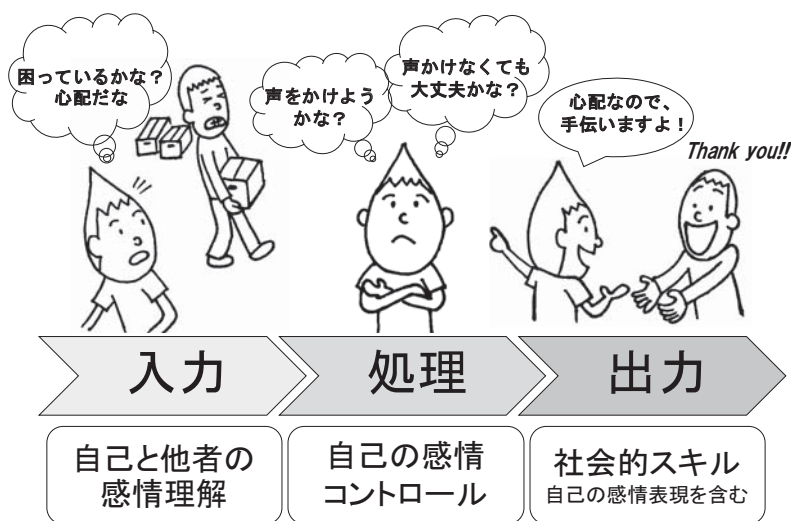 困っているかな？
心配だな
声をかけよう
かな？
声かけなくても
大丈夫かな？
心配なので、
手伝いますよ！
Thank you!!
入力
処理
出力
自己と他者の
感情理解
自己の感情
コントロール
社会的スキル
自己の感情表現を含む